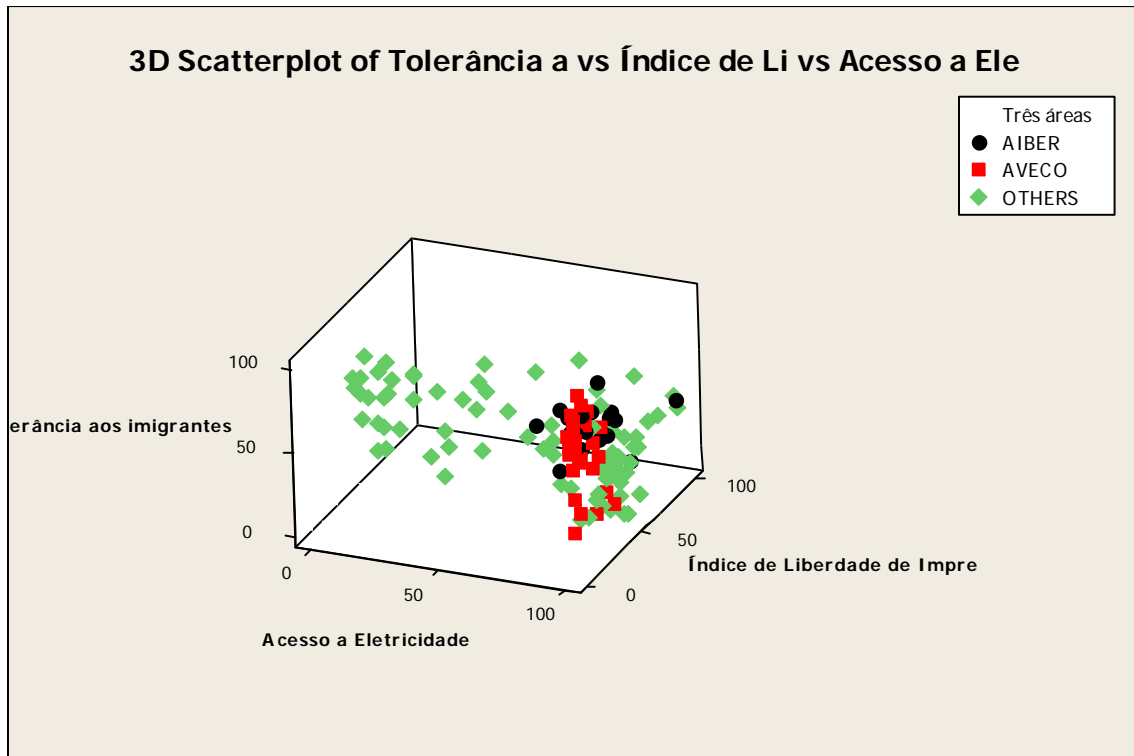 3D Scatterplot of Tolerância a vs Índice de Li vs Acesso a Ele
Três áreas
AIBER
AVECO
OTHERS
100
erância aos imigrantes
50
0
0
50
100
Acesso a Eletricidade
100
50
0
Índice de Liberdade de Impre